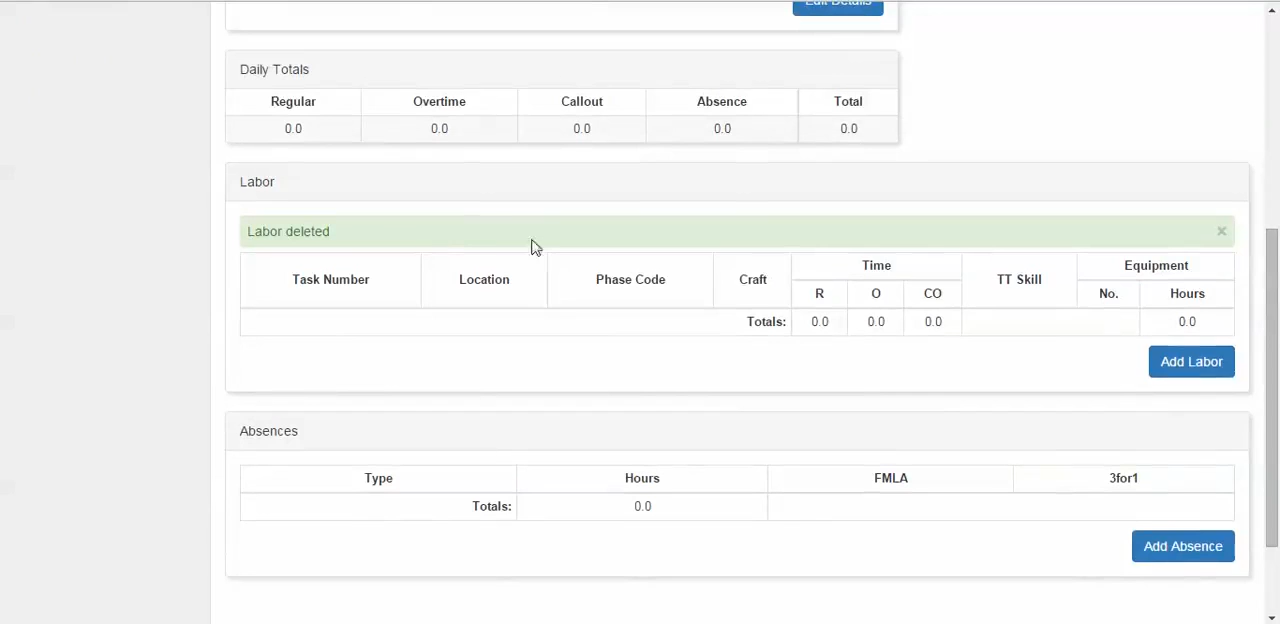 Edit Details
Daily Totals
Regular Overtime Callout Absence Total
0.0 0.0 0.0 0.0 0.0
Labor
Labor deleted ×
Task Number Location Phase Code Craft Time TT Skill Equipment
R O CO No. Hours
Totals: 0.0 0.0 0.0 0.0
Add Labor
Absences
Type Hours FMLA 3for1
Totals: 0.0
Add Absence